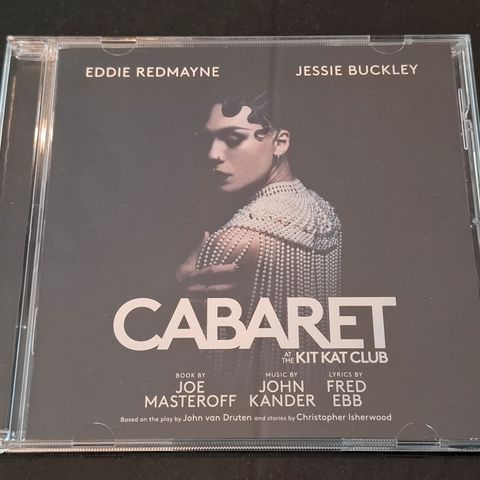 EDDIE REDMAYNE JESSIE BUCKLEY
CABARET
AT THE KIT KAT CLUB
BOOK BY JOE MASTEROFF
MUSIC BY JOHN KANDER
LYRICS BY FRED EBB
Based on the play by John van Druten and stories by Christopher Isherwood